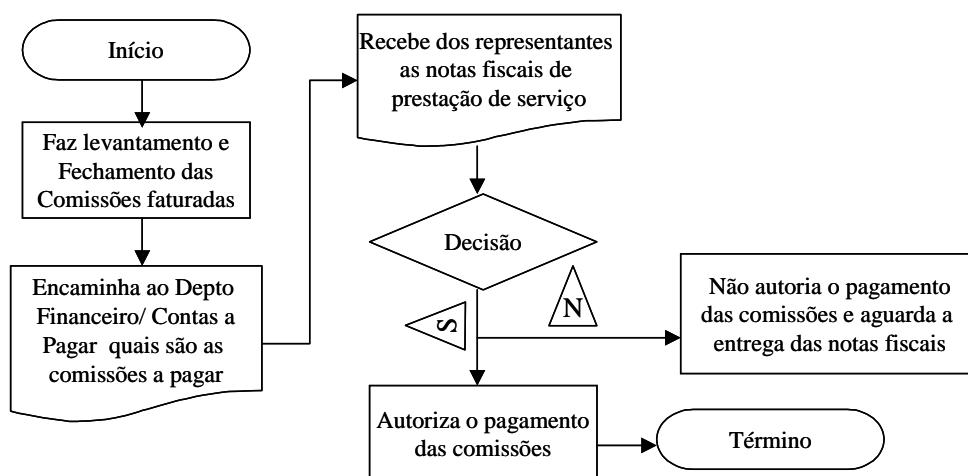 Início
Faz levantamento e
Fechamento das
Comissões faturadas
Encaminha ao Depto
Financeiro/ Contas a
Pagar quais são as
comissões a pagar
Recebe dos representantes
as notas fiscais de
prestação de serviço
Decisão
N
S
Não autoria o pagamento
das comissões e aguarda a
entrega das notas fiscais
Autoriza o pagamento
das comissões
Término